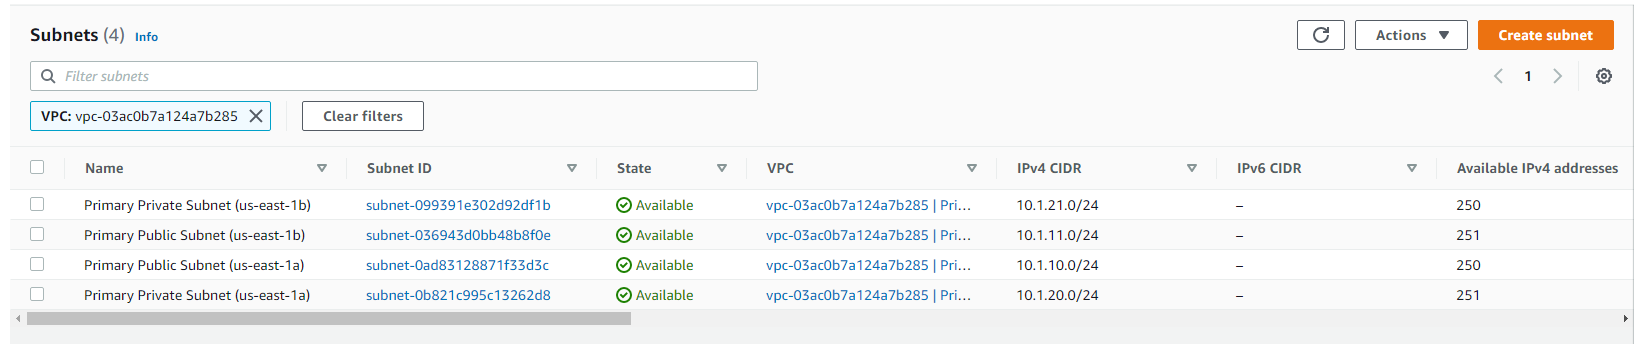 Subnets (4) Info
Actions
Create subnet
Filter subnets
1
VPC: vpc-03ac0b7a124a7b285
Clear filters
Name Subnet ID State VPC IPv4 CIDR IPv6 CIDR Available IPv4 addresses
Primary Private Subnet (us-east-1b) subnet-099391e302d92df1b Available vpc-03ac0b7a124a7b285 | Pri... 10.1.21.0/24 – 250
Primary Public Subnet (us-east-1b) subnet-036943d0bb48b8f0e Available vpc-03ac0b7a124a7b285 | Pri... 10.1.11.0/24 – 251
Primary Public Subnet (us-east-1a) subnet-0ad83128871f33d3c Available vpc-03ac0b7a124a7b285 | Pri... 10.1.10.0/24 – 250
Primary Private Subnet (us-east-1a) subnet-0b821c995c13262d8 Available vpc-03ac0b7a124a7b285 | Pri... 10.1.20.0/24 – 251